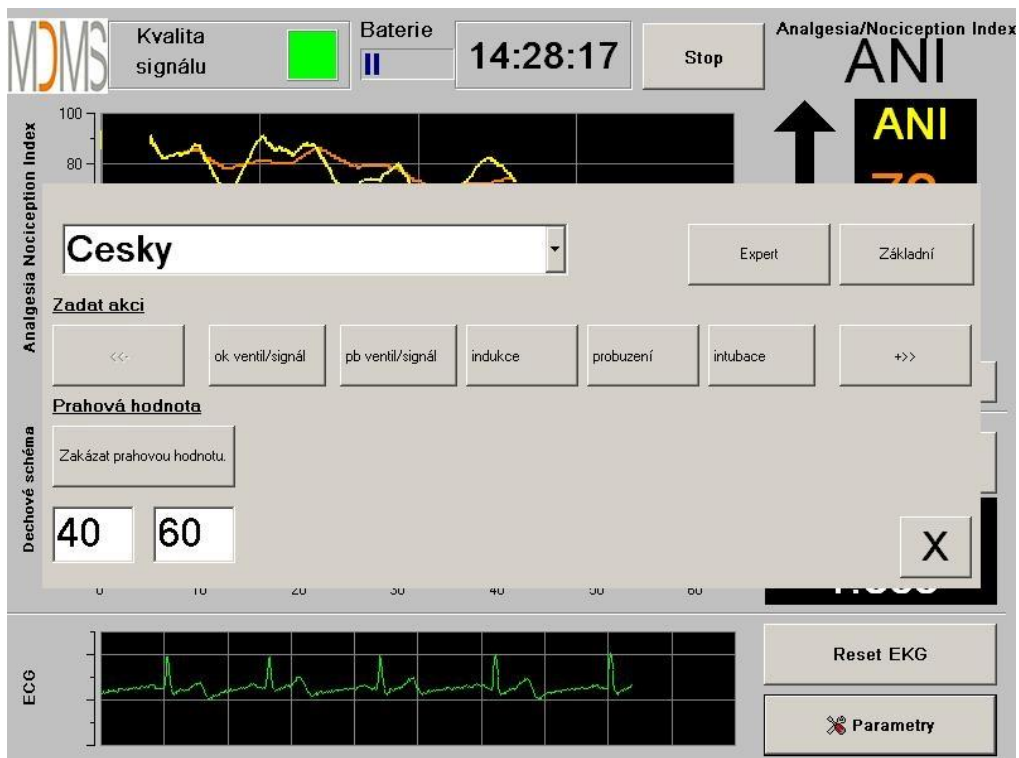 MDMS
Kvalita
signálu
Baterie
14:28:17
Stop
Analgesia/Nociception Index
ANI
ANI
Analgesia Nociception Index
100
80
Cesky
Expert
Základní
Zadat akci
<<-
ok ventil/signál
pb ventil/signál
indukce
probuzení
intubace
+>>
Prahová hodnota
Zakázat prahovou hodnotu.
40
60
X
Dechové schéma
0
10
20
30
40
50
60
ECG
Reset EKG
Parametry